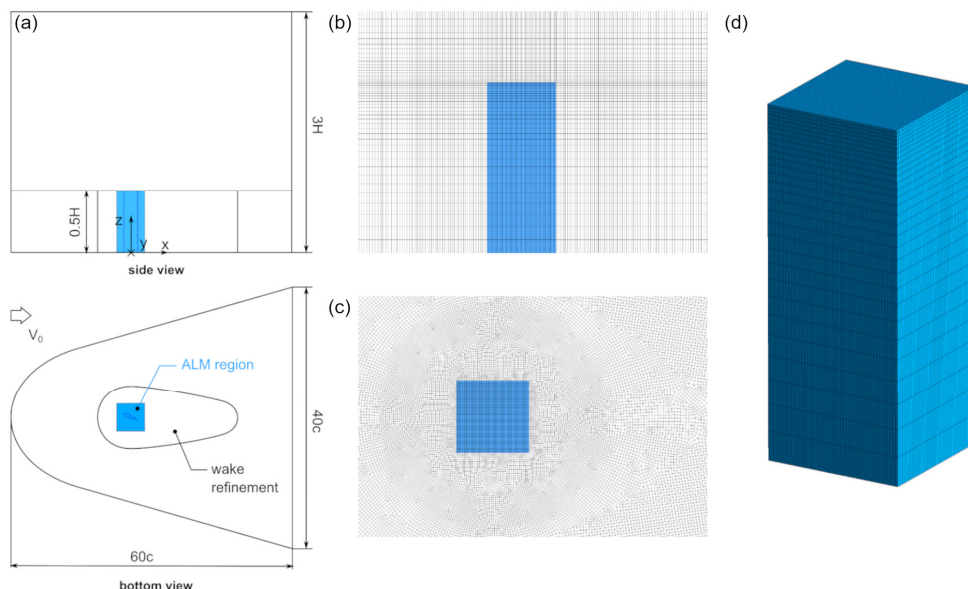 (a)
3H
0.5H
z
y
x
side view
V₀
ALM region
wake
refinement
40c
60c
bottom view
(b)
(c)
(d)